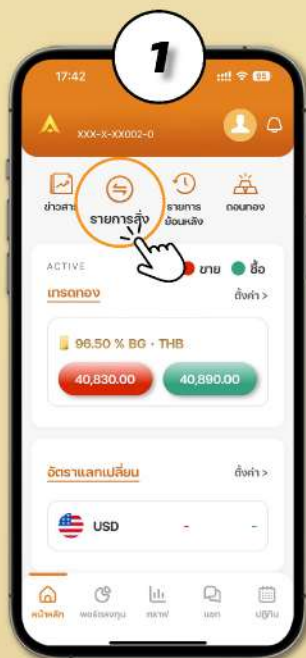 1
17:42
93
XXX-X-XX002-0
ข่าวสาร
รายการสั่ง
รายการ
ย้อนหลัง
ถอนทอง
ACTIVE
ขาย
ซื้อ
เทรดทอง
ตั้งค่า >
96.50 % BG - THB
40,830.00
40,890.00
อัตราแลกเปลี่ยน
ตั้งค่า >
USD
-
-
หน้าหลัก
พอร์ตลงทุน
กราฟ
แชท
ปฏิทิน